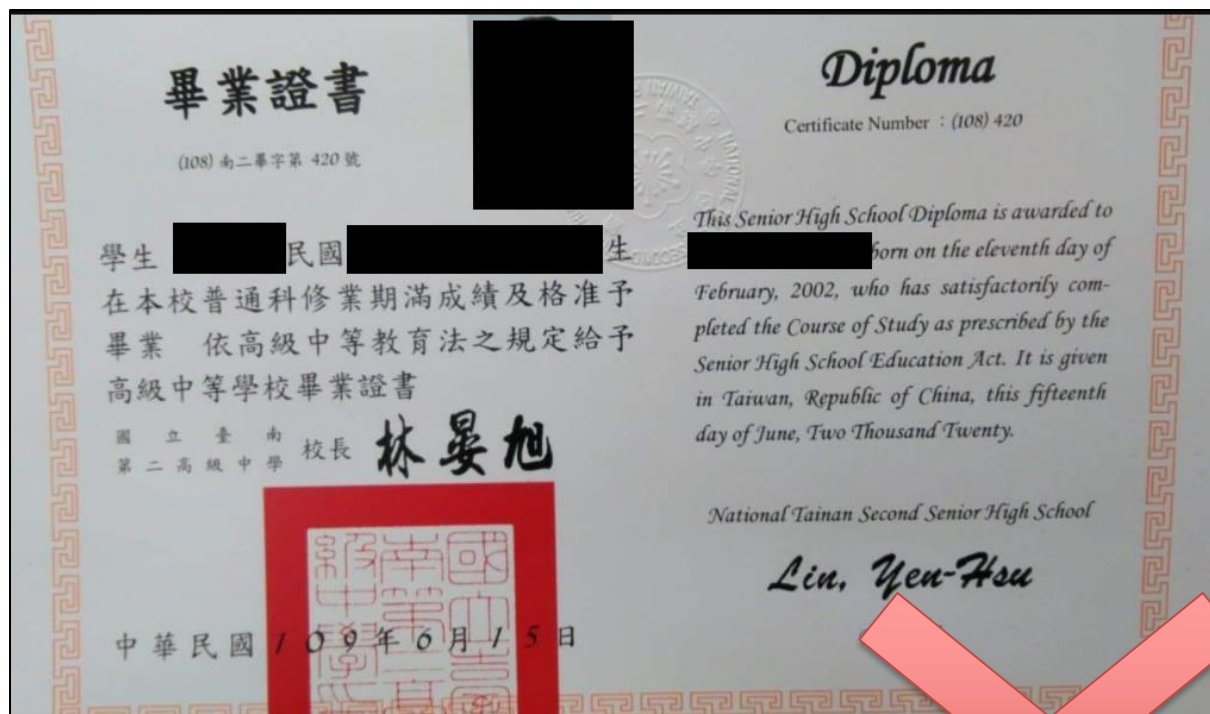 畢業證書
(108) 南二畢字第 420 號
學生 民國 生
在本校普通科修業期滿成績及格准予
畢業 依高級中等教育法之規定給予
高級中等學校畢業證書
國立臺南
第二高級中學
校長 林晏旭
中華民國109年6月15日
Diploma
Certificate Number : (108) 420
This Senior High School Diploma is awarded to
born on the eleventh day of
February, 2002, who has satisfactorily com-
pleted the Course of Study as prescribed by the
Senior High School Education Act. It is given
in Taiwan, Republic of China, this fifteenth
day of June, Two Thousand Twenty.
National Tainan Second Senior High School
Lin, Yen-Hsu